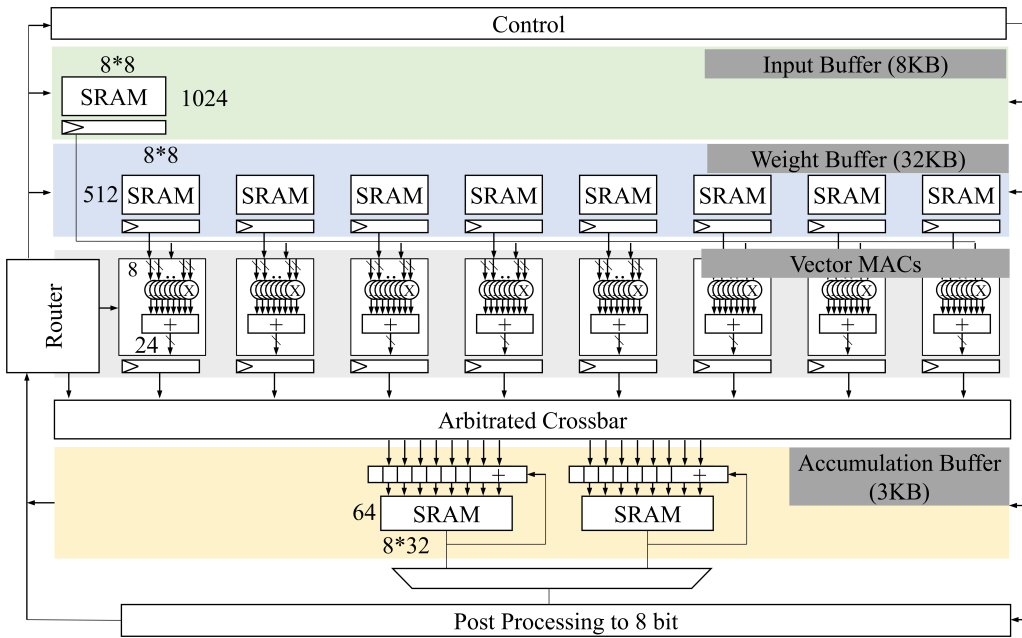 Control
Input Buffer (8KB)
8*8
SRAM
1024
Weight Buffer (32KB)
8*8
512
SRAM SRAM SRAM SRAM SRAM SRAM SRAM SRAM
Vector MACs
Router
8
.. .. .. .. .. .. .. ..
X X X X X X X X
+ + + + + + + +
24
Arbitrated Crossbar
Accumulation Buffer
(3KB)
+ +
64 SRAM SRAM
8*32
Post Processing to 8 bit